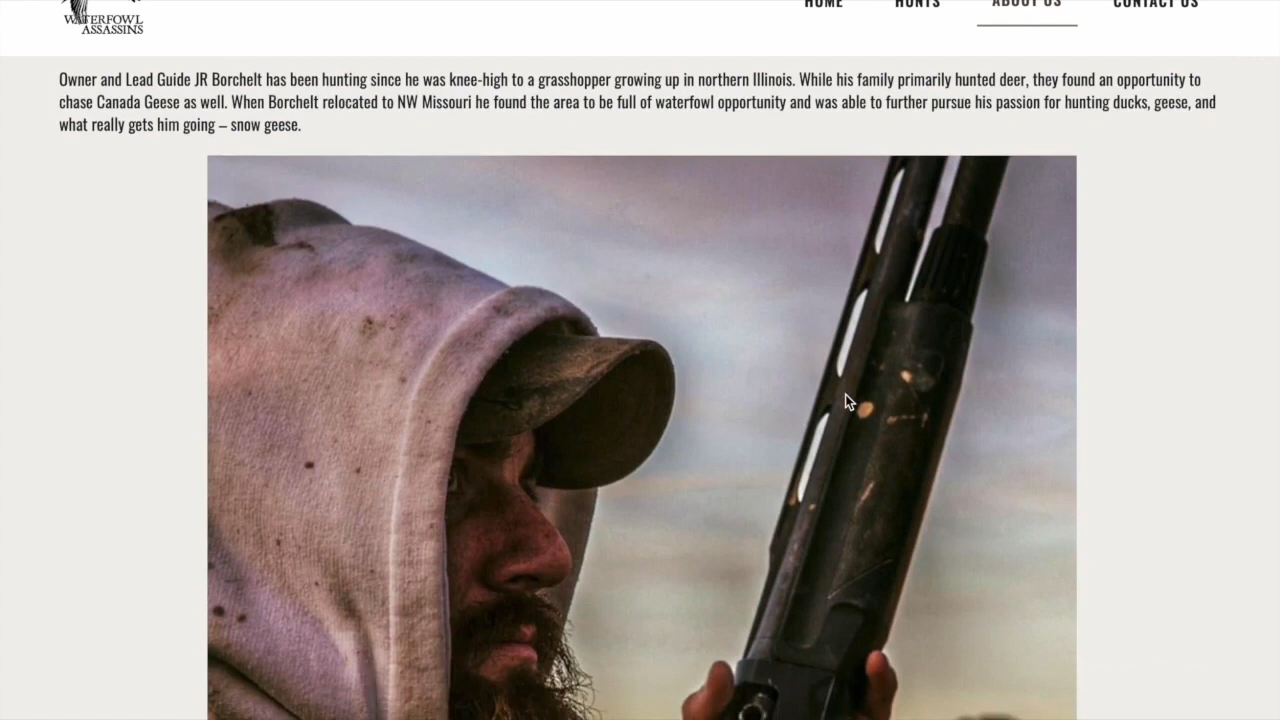 WATERFOWL
ASSASSINS
HOME
HUNTS
ABOUT US
CONTACT US
Owner and Lead Guide JR Borchelt has been hunting since he was knee-high to a grasshopper growing up in northern Illinois. While his family primarily hunted deer, they found an opportunity to
chase Canada Geese as well. When Borchelt relocated to NW Missouri he found the area to be full of waterfowl opportunity and was able to further pursue his passion for hunting ducks, geese, and
what really gets him going – snow geese.